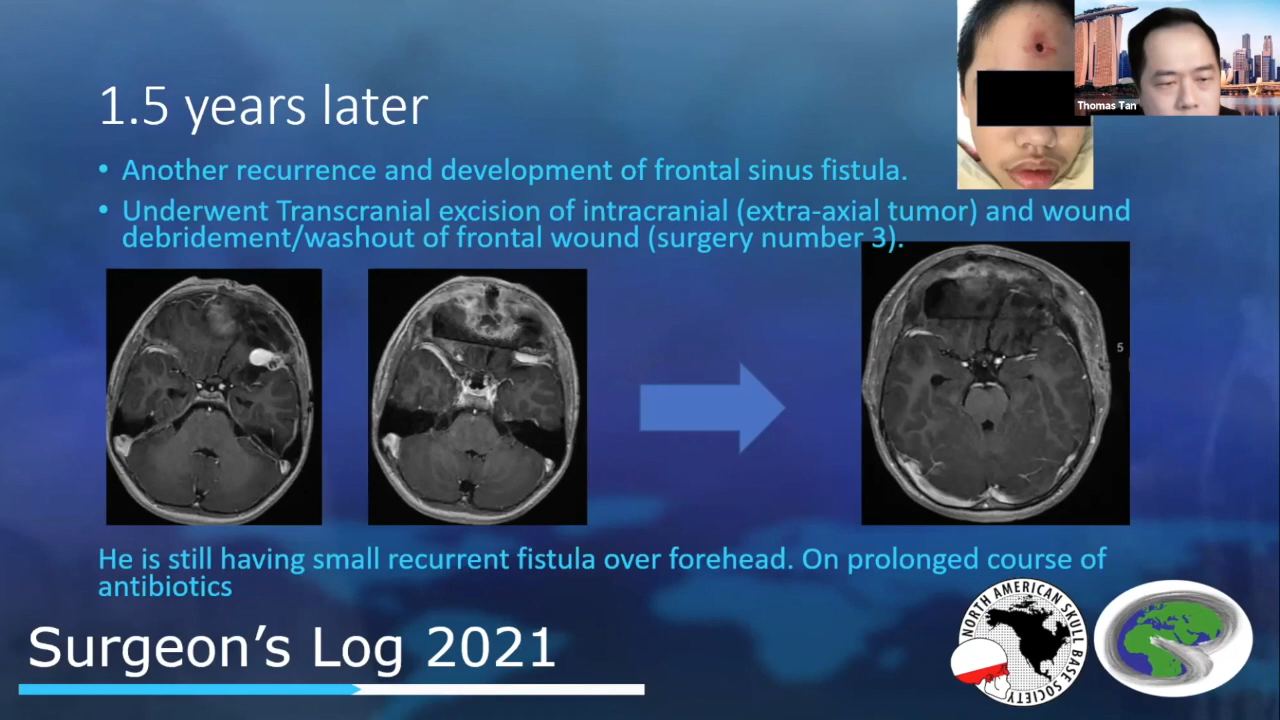 Thomas Tan
1.5 years later
• Another recurrence and development of frontal sinus fistula.
• Underwent Transcranial excision of intracranial (extra-axial tumor) and wound
debridement/washout of frontal wound (surgery number 3).
5
He is still having small recurrent fistula over forehead. On prolonged course of
antibiotics
Surgeon's Log 2021
NORTH AMERICAN SKULL BASE SOCIETY